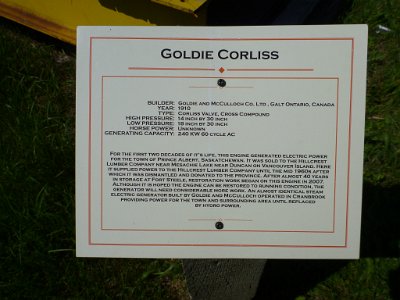 GOLDIE CORLISS
BUILDER: GOLDIE AND MCCULLOCH CO. LTD., GALT ONTARIO, CANADA
YEAR: 1910
TYPE: CORLISS VALVE, CROSS COMPOUND
HIGH PRESSURE: 14 INCH BY 30 INCH
LOW PRESSURE: 18 INCH BY 30 INCH
HORSE POWER: UNKNOWN
GENERATING CAPACITY: 240 KW 60 CYCLE AC
FOR THE FIRST TWO DECADES OF IT'S LIFE, THIS ENGINE GENERATED ELECTRIC POWER
FOR THE TOWN OF PRINCE ALBERT, SASKATCHEWAN. IT WAS SOLD TO THE HILLCREST
LUMBER COMPANY NEAR MESACHIE LAKE NEAR DUNCAN ON VANCOUVER ISLAND. HERE
IT SUPPLIED POWER TO THE HILLCREST LUMBER COMPANY UNTIL THE MID 1960S AFTER
WHICH IT WAS DISMANTLED AND DONATED TO THE PROVINCE. AFTER ALMOST 40 YEARS
IN STORAGE AT FORT STEELE, RESTORATION WORK BEGAN ON THIS ENGINE IN 2007.
ALTHOUGH IT IS HOPED THE ENGINE CAN BE RESTORED TO RUNNING CONDITION, THE
GENERATOR WILL NEED CONSIDERABLE MORE WORK. AN ALMOST IDENTICAL STEAM
ELECTRIC GENERATOR BUILT BY GOLDIE AND MCCULLOCH OPERATED IN CRANBROOK
PROVIDING POWER FOR THE TOWN AND SURROUNDING AREA UNTIL REPLACED
BY HYDRO POWER.